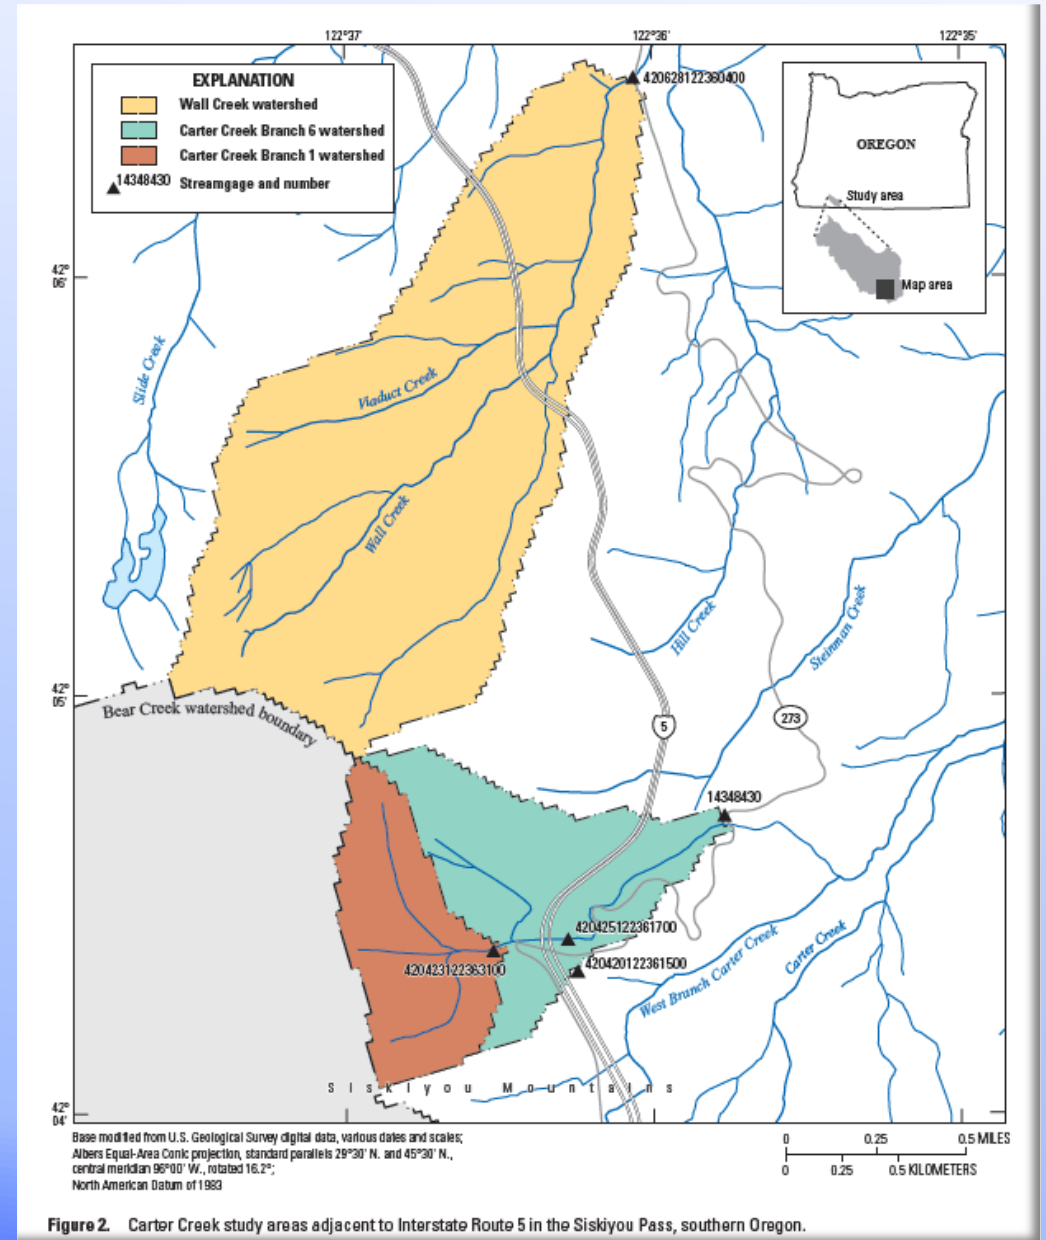 122°37'
122°36'
122°35'
EXPLANATION
Wall Creek watershed
Carter Creek Branch 6 watershed
Carter Creek Branch 1 watershed
14348430 Streamgage and number
420628122360400
OREGON
Study area
Map area
42°
06'
Slide Creek
Viaduct Creek
Wall Creek
Hill Creek
Steinman Creek
42°
05'
Bear Creek watershed boundary
5
273
14348430
420425122361700
420423122363100
420420122361500
West Branch Carter Creek
Carter Creek
Siskiyou Mountains
42°
04'
Base modified from U.S. Geological Survey digital data, various dates and scales;
Albers Equal-Area Conic projection, standard parallels 29°30' N. and 45°30' N.,
central meridian 96°00' W., rotated 16.2°;
North American Datum of 1983
0 0.25 0.5 MILES
0 0.25 0.5 KILOMETERS
Figure 2. Carter Creek study areas adjacent to Interstate Route 5 in the Siskiyou Pass, southern Oregon.